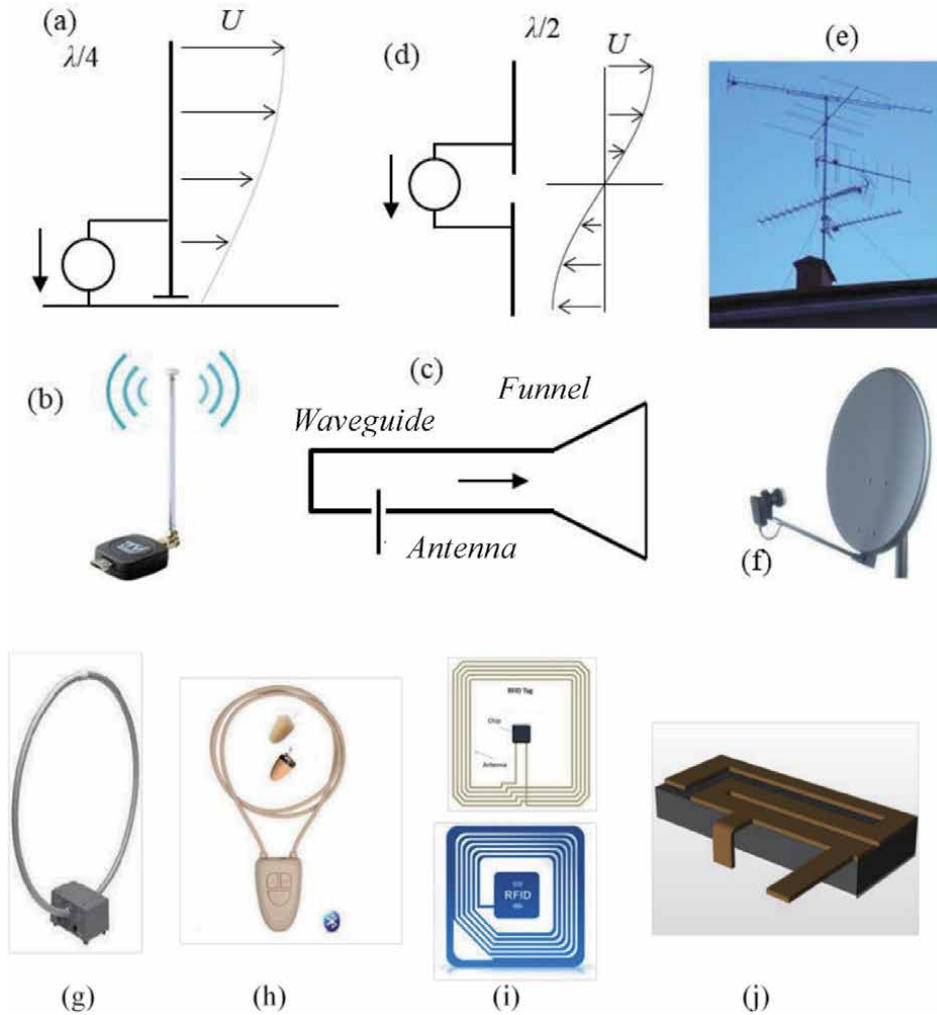 (a)
U
λ/4
(d)
λ/2
U
(e)
(b)
(c)
Waveguide
Funnel
Antenna
(f)
RFID Tag
Chip
Antenna
RFID
(g)
(h)
(i)
(j)